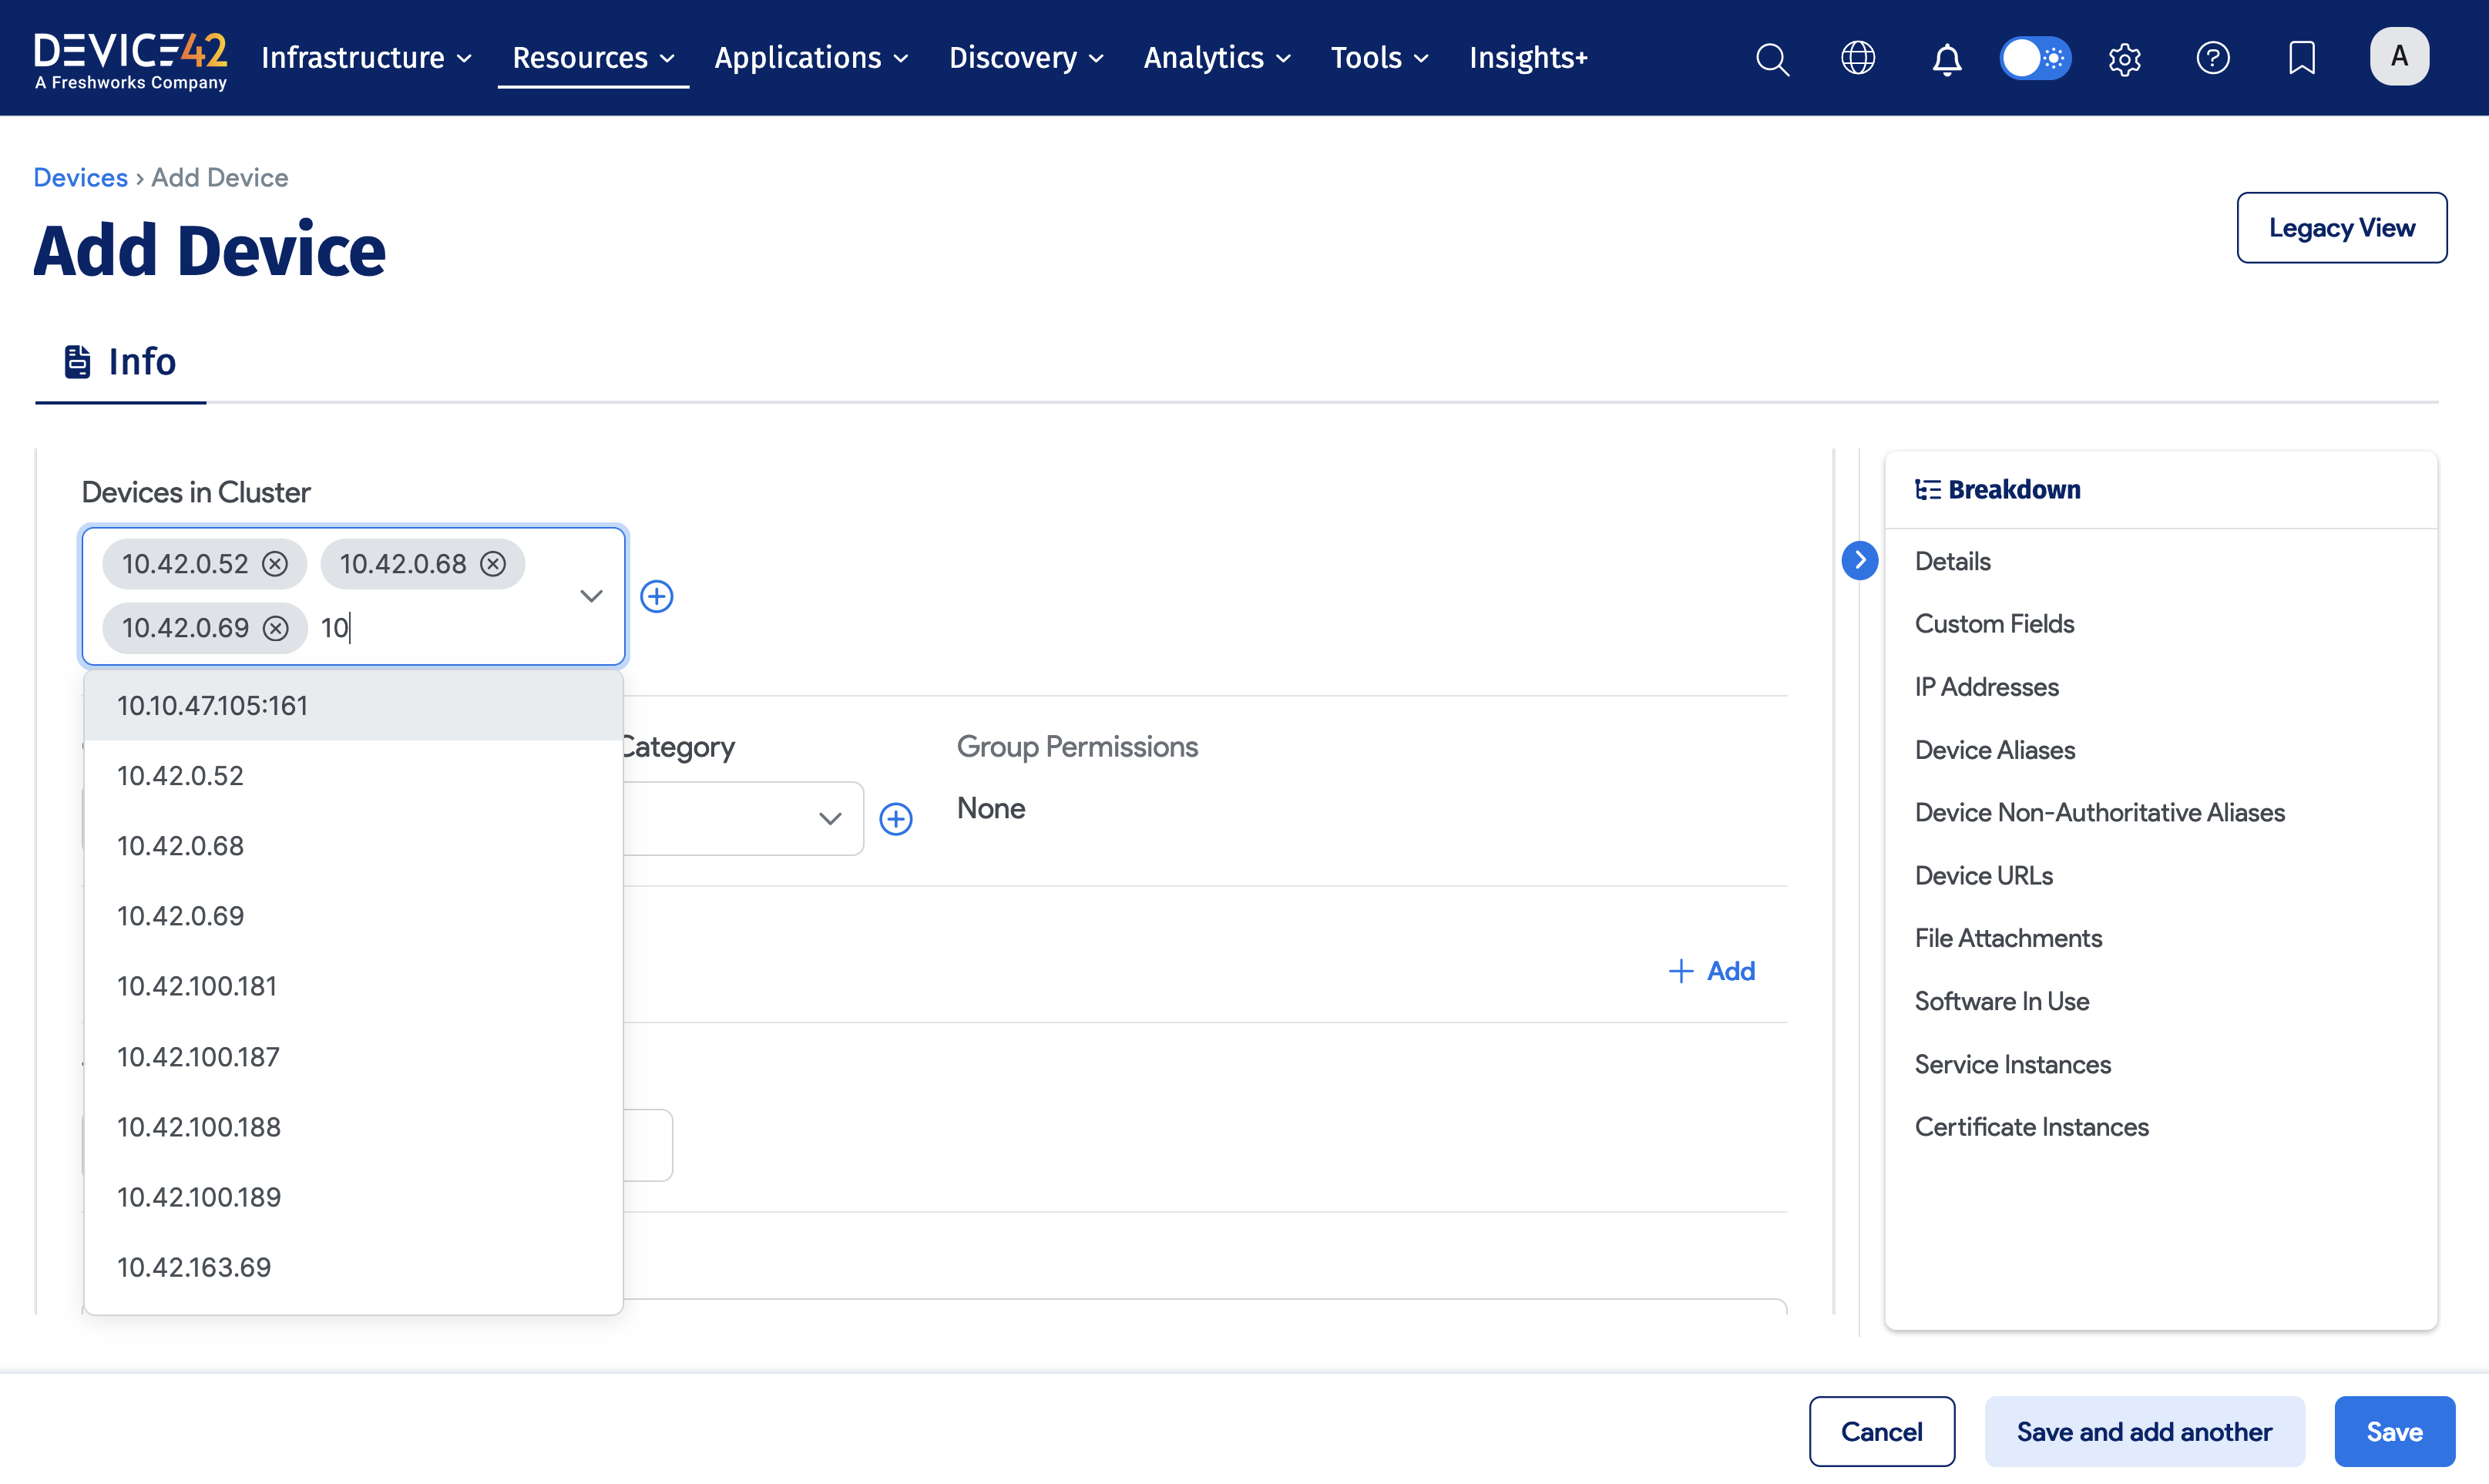 DEVICE42
A Freshworks Company
Infrastructure
Resources
Applications
Discovery
Analytics
Tools
Insights+
A
Devices › Add Device
Add Device
Legacy View
Info
Devices in Cluster
10.42.0.52
10.42.0.68
10.42.0.69
10
10.10.47.105:161
10.42.0.52
10.42.0.68
10.42.0.69
10.42.100.181
10.42.100.187
10.42.100.188
10.42.100.189
10.42.163.69
Category
Group Permissions
None
Add
Breakdown
Details
Custom Fields
IP Addresses
Device Aliases
Device Non-Authoritative Aliases
Device URLs
File Attachments
Software In Use
Service Instances
Certificate Instances
Cancel
Save and add another
Save